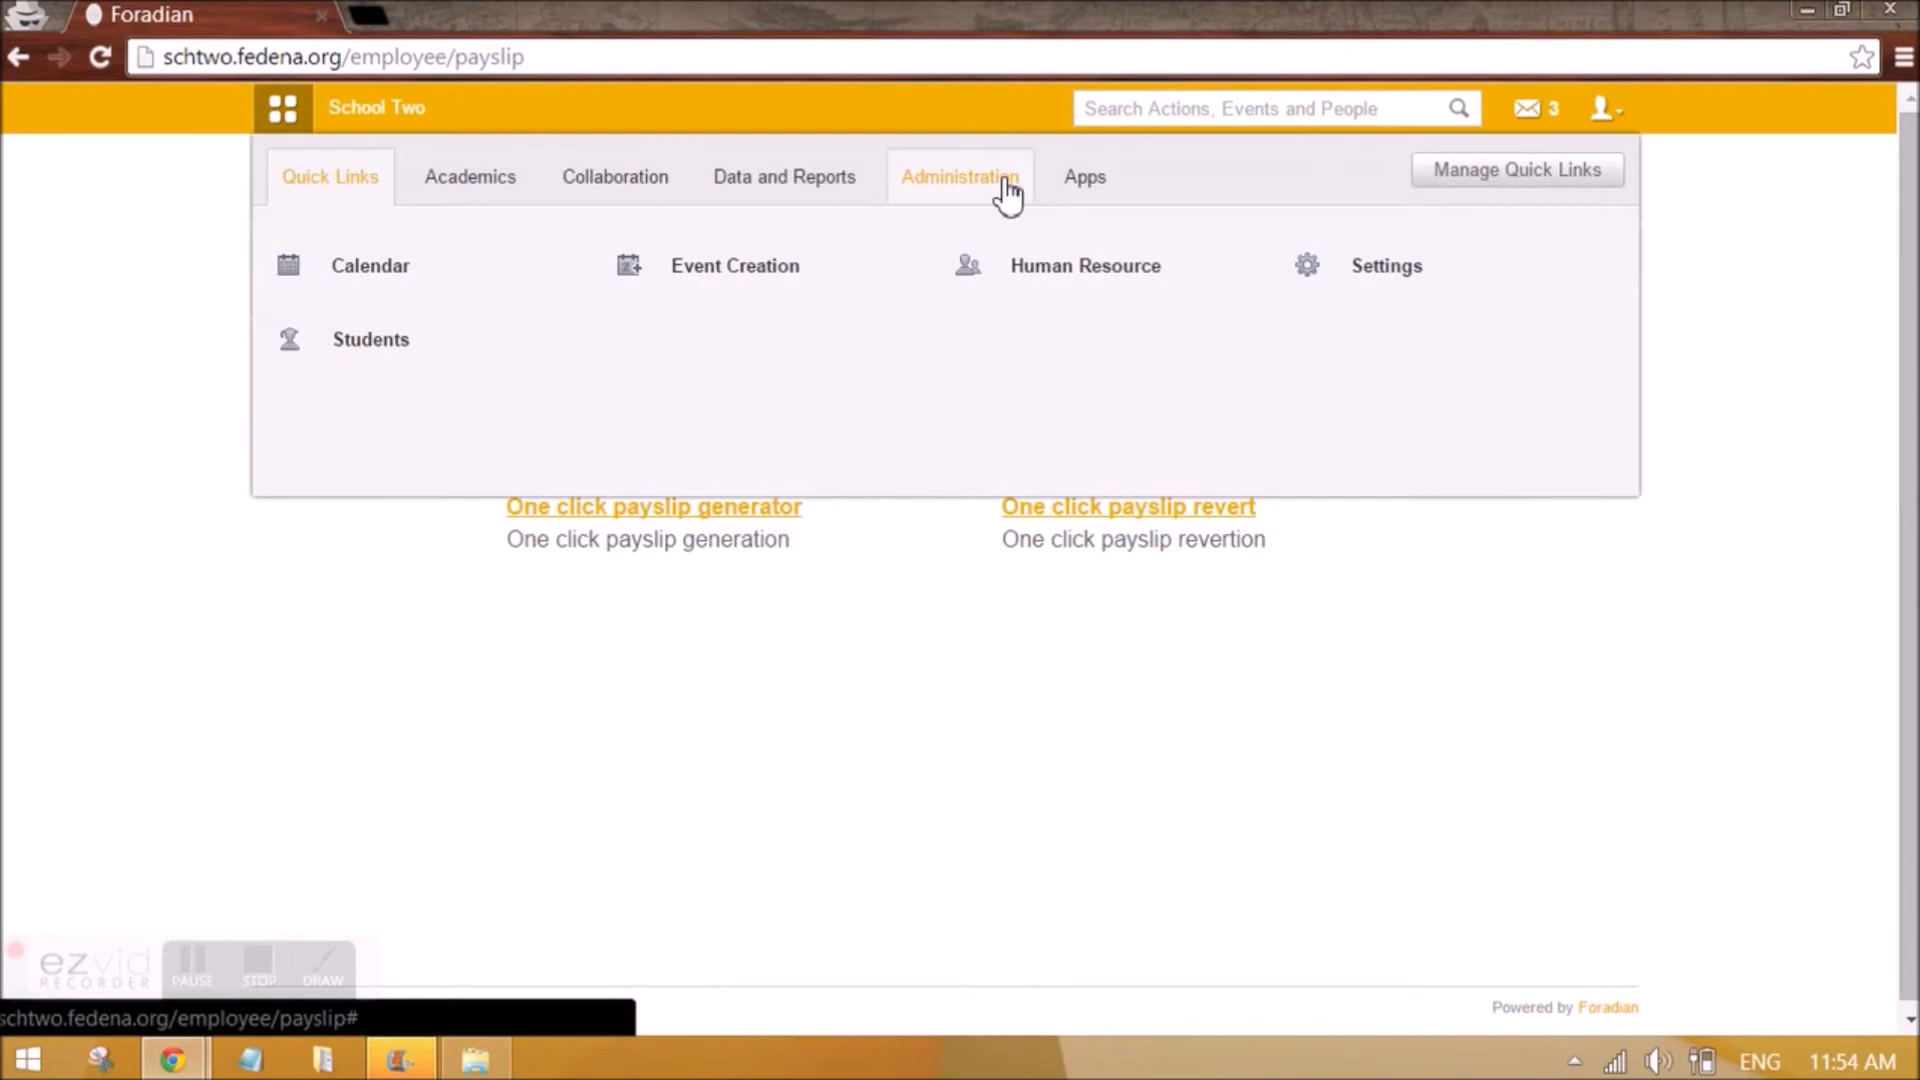 Foradian
schtwo.fedena.org/employee/payslip
School Two
Search Actions, Events and People
3
Quick Links
Academics
Collaboration
Data and Reports
Administration
Apps
Manage Quick Links
Calendar
Event Creation
Human Resource
Settings
Students
One click payslip generator
One click payslip revert
One click payslip generation
One click payslip revertion
ezvid
RECORDER
PAUSE
STOP
DRAW
Powered by Foradian
schtwo.fedena.org/employee/payslip#
ENG
11:54 AM